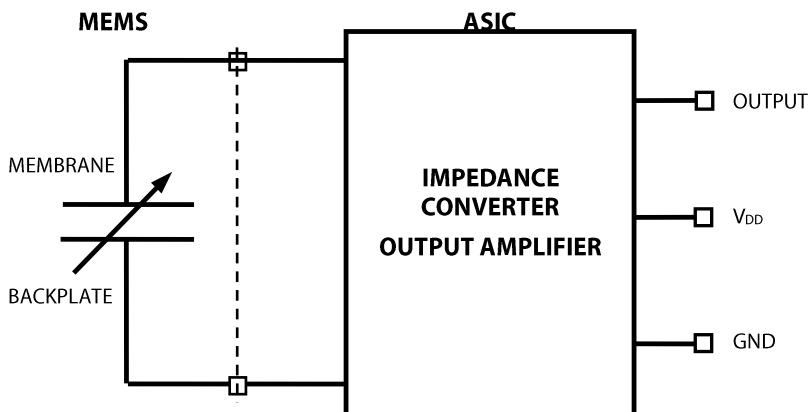 MEMS
ASIC
MEMBRANE
BACKPLATE
IMPEDANCE
CONVERTER
OUTPUT AMPLIFIER
OUTPUT
VDD
GND